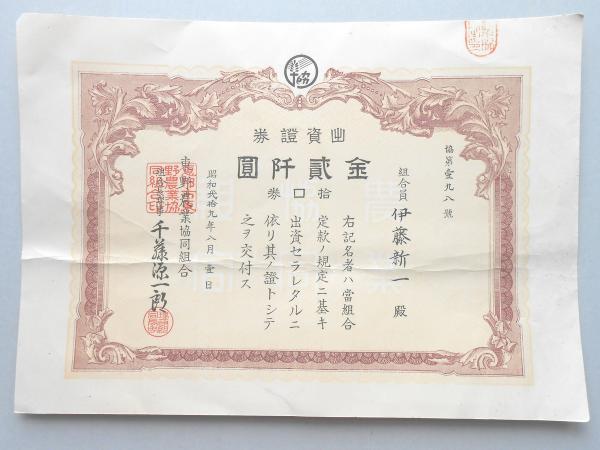 協
出資證券
金貳阡圓
拾口券
協第壹九八號
組合員 伊藤新一 殿
右記名者ハ當組合
定款ノ規定ニ基キ
出資セラレタルニ
依リ其ノ證トシテ
之ヲ交付ス
昭和貳拾九年八月壹日
東野農業協同組合
千藤源一郎